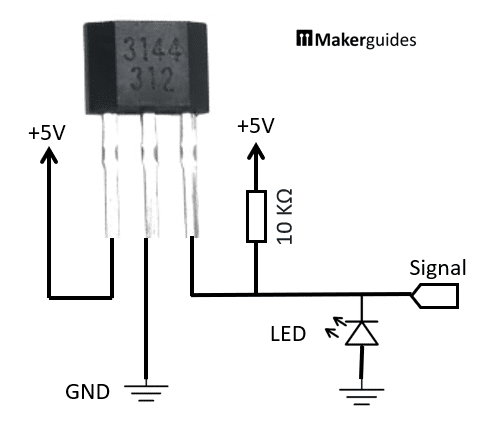 3144
312
Makerguides
+5V
+5V
10 KΩ
Signal
LED
GND